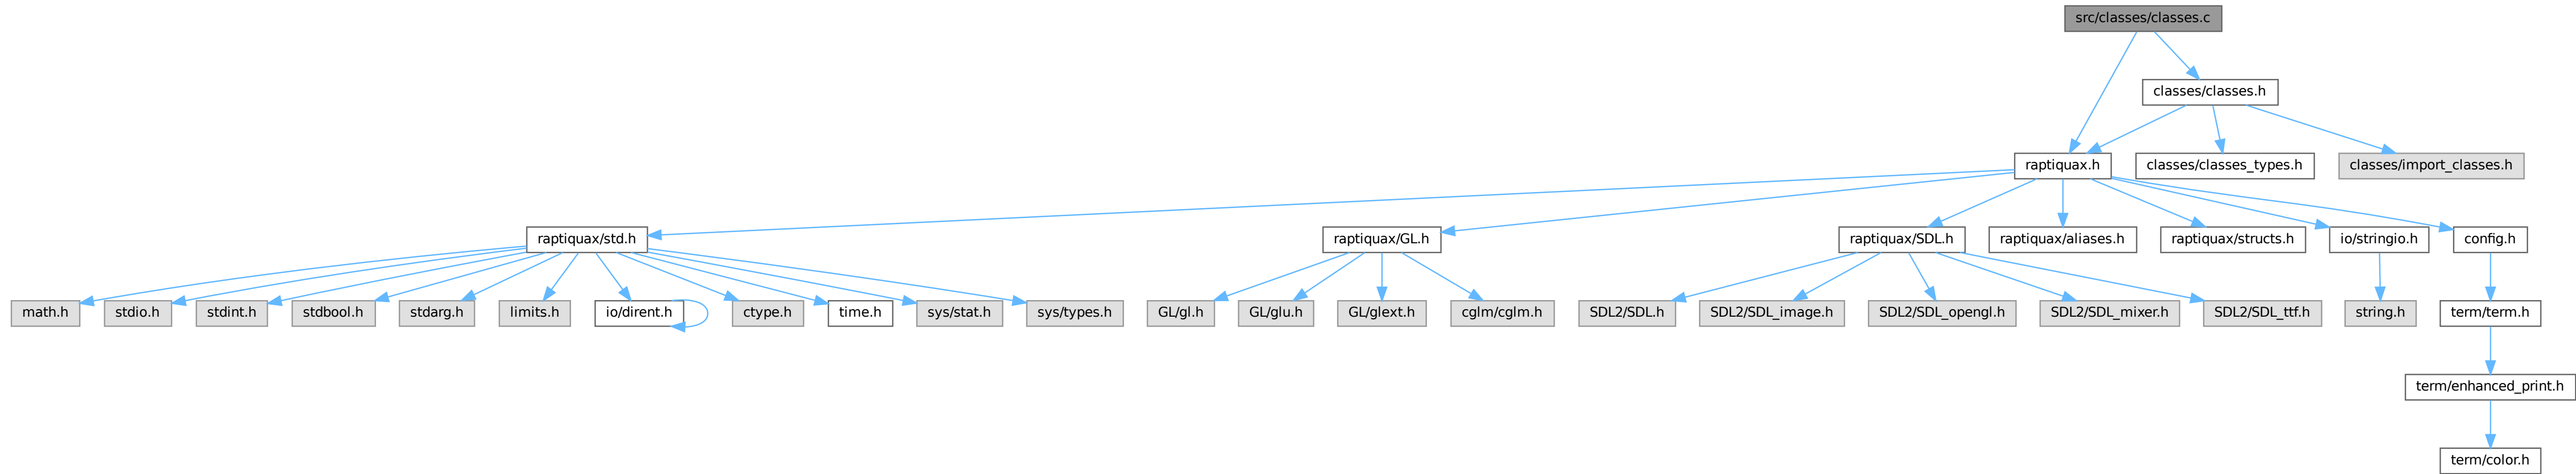 src/classes/classes.c
classes/classes.h
raptiquax.h
classes/classes_types.h
classes/import_classes.h
raptiquax/std.h
raptiquax/GL.h
raptiquax/SDL.h
raptiquax/aliases.h
raptiquax/structs.h
io/stringio.h
config.h
math.h
stdio.h
stdint.h
stdbool.h
stdarg.h
limits.h
io/dirent.h
ctype.h
time.h
sys/stat.h
sys/types.h
GL/gl.h
GL/glu.h
GL/glext.h
cglm/cglm.h
SDL2/SDL.h
SDL2/SDL_image.h
SDL2/SDL_opengl.h
SDL2/SDL_mixer.h
SDL2/SDL_ttf.h
string.h
term/term.h
term/enhanced_print.h
term/color.h